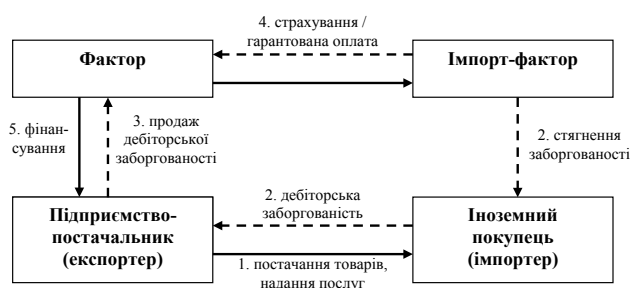 4. страхування /
гарантована оплата
Фактор
Імпорт-фактор
5. фінан-
сування
3. продаж
дебіторської
заборгованості
2. стягнення
заборгованості
2. дебіторська
заборгованість
Підприємство-
постачальник
(експортер)
Іноземний
покупець
(імпортер)
1. постачання товарів,
надання послуг